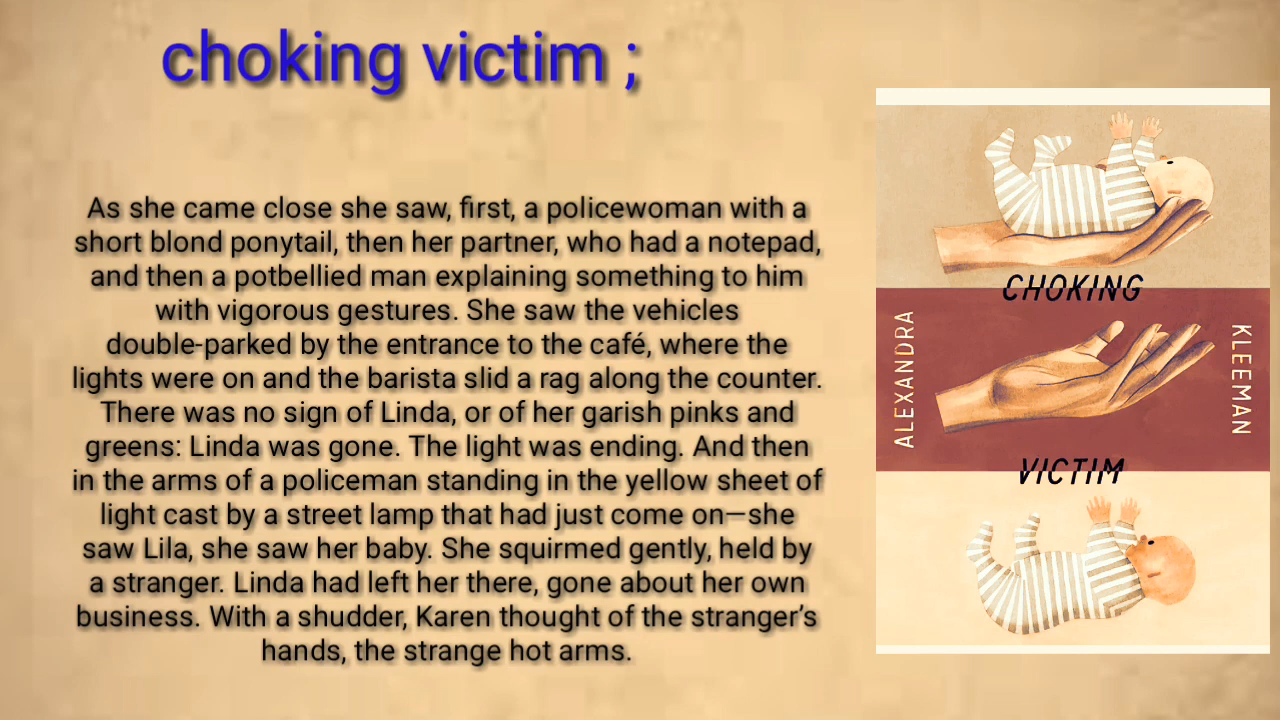 choking victim ;
As she came close she saw, first, a policewoman with a
short blond ponytail, then her partner, who had a notepad,
and then a potbellied man explaining something to him
with vigorous gestures. She saw the vehicles
double-parked by the entrance to the café, where the
lights were on and the barista slid a rag along the counter.
There was no sign of Linda, or of her garish pinks and
greens: Linda was gone. The light was ending. And then
in the arms of a policeman standing in the yellow sheet of
light cast by a street lamp that had just come on—she
saw Lila, she saw her baby. She squirmed gently, held by
a stranger. Linda had left her there, gone about her own
business. With a shudder, Karen thought of the stranger’s
hands, the strange hot arms.
CHOKING
ALEXANDRA
KLEEMAN
VICTIM